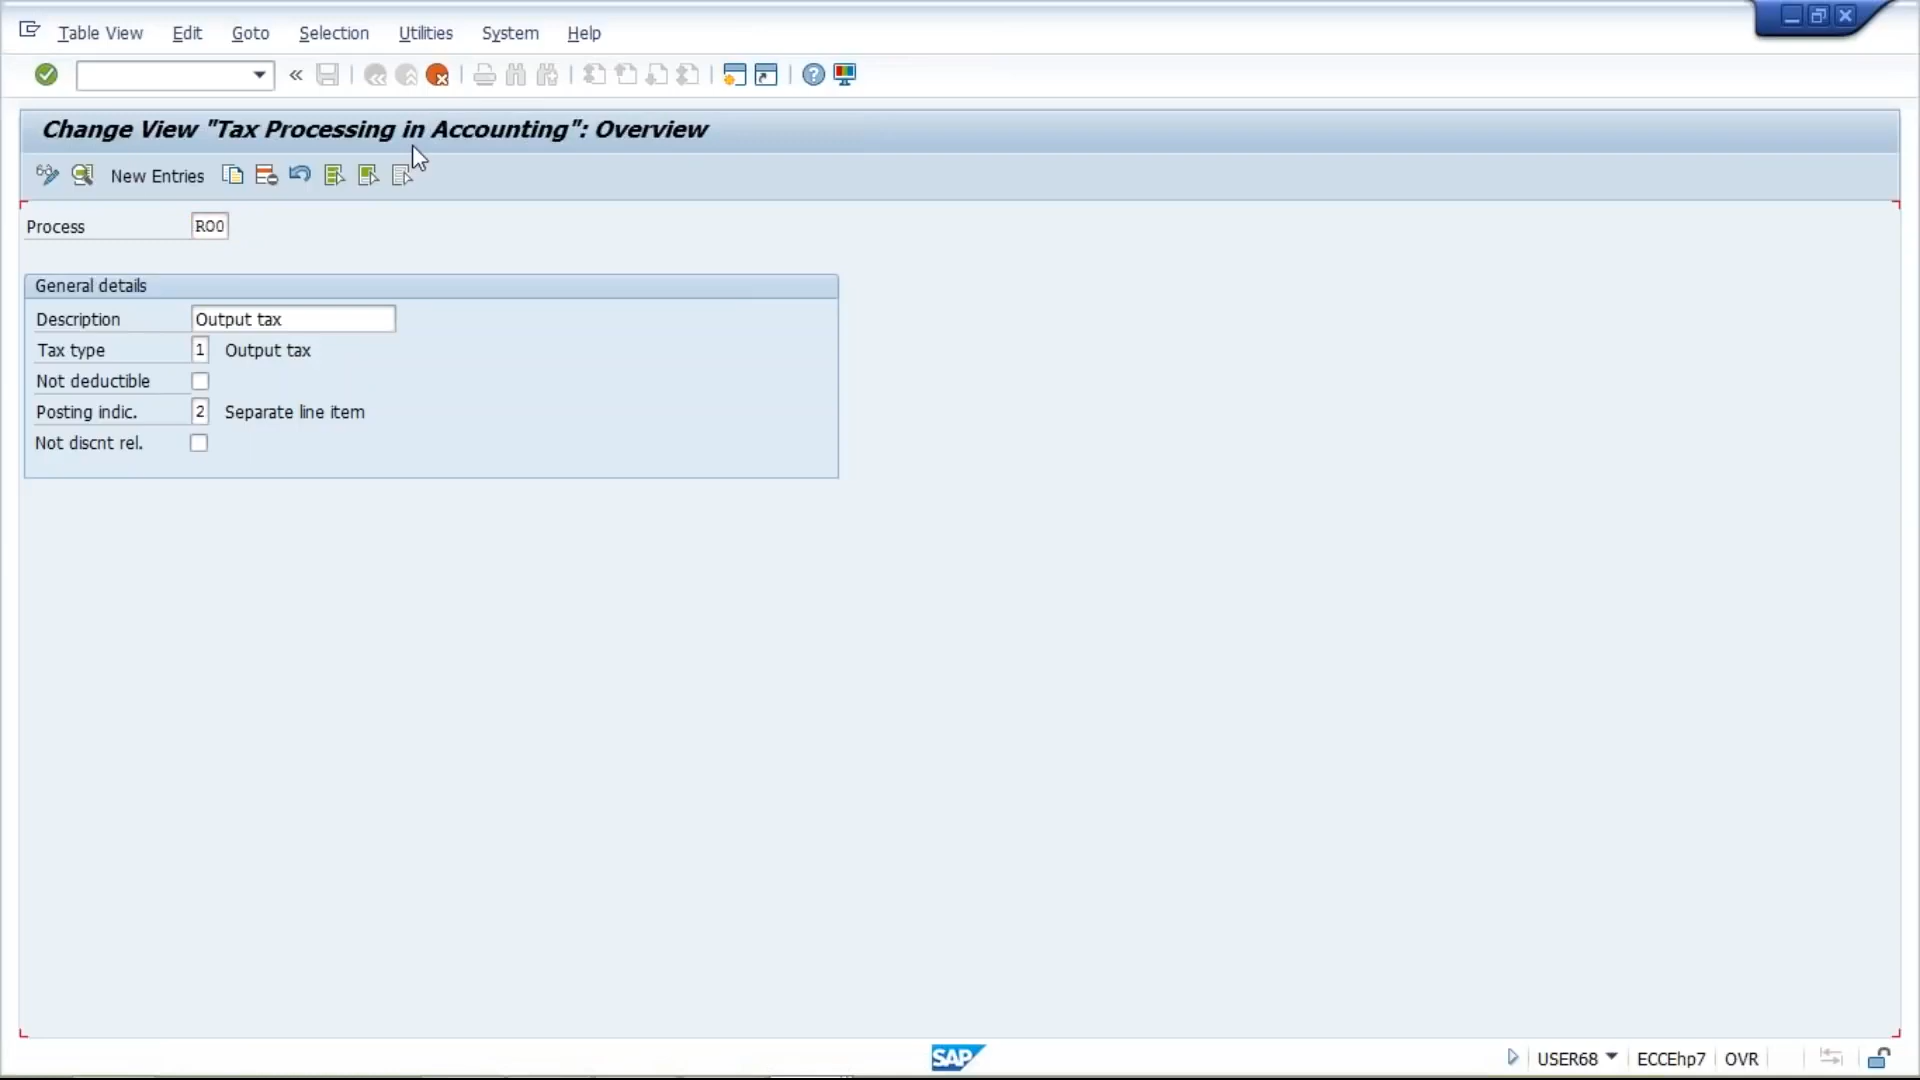 Table View Edit Goto Selection Utilities System Help
Change View "Tax Processing in Accounting": Overview
New Entries
Process RO0
General details
Description Output tax
Tax type 1 Output tax
Not deductible
Posting indic. 2 Separate line item
Not discnt rel.
SAP USER68 ECCEhp7 OVR